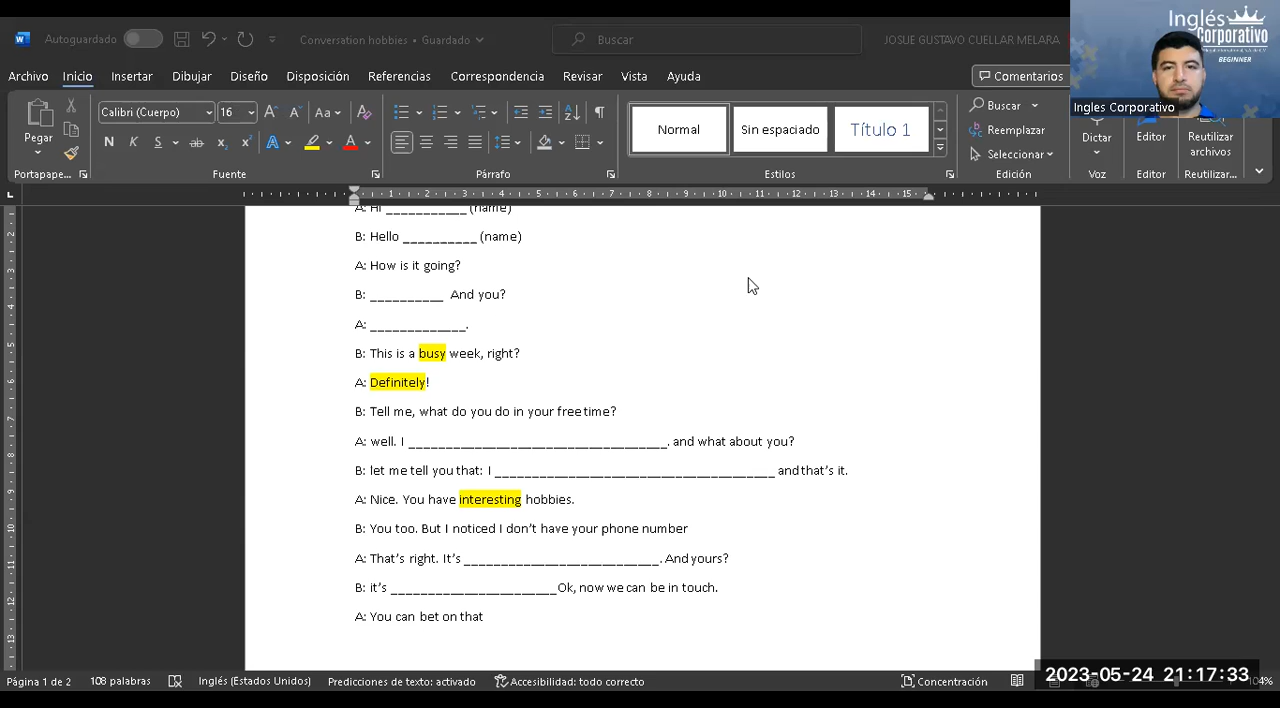 Autoguardado
Conversation hobbies • Guardado
Buscar
JOSUE GUSTAVO CUELLAR MELARA
Inglés
Corporativo
BEGINNER
Ingles Corporativo
Archivo Inicio Insertar Dibujar Diseño Disposición Referencias Correspondencia Revisar Vista Ayuda
Comentarios
Pegar
Calibri (Cuerpo) 16
Normal
Sin espaciado
Título 1
Buscar
Reemplazar
Seleccionar
Dictar
Editor
Reutilizar
archivos
Portapape... Fuente Párrafo Estilos Edición Voz Editor Reutilizar...
A: Hi ___________ (name)
B: Hello __________ (name)
A: How is it going?
B: __________ And you?
A: _____________.
B: This is a busy week, right?
A: Definitely!
B: Tell me, what do you do in your free time?
A: well. I ___________________________________. and what about you?
B: let me tell you that: I ______________________________________ and that's it.
A: Nice. You have interesting hobbies.
B: You too. But I noticed I don't have your phone number
A: That's right. It's __________________________. And yours?
B: it's ______________________Ok, now we can be in touch.
A: You can bet on that
Página 1 de 2 108 palabras Inglés (Estados Unidos) Predicciones de texto: activado Accesibilidad: todo correcto Concentración 104%
2023-05-24 21:17:33